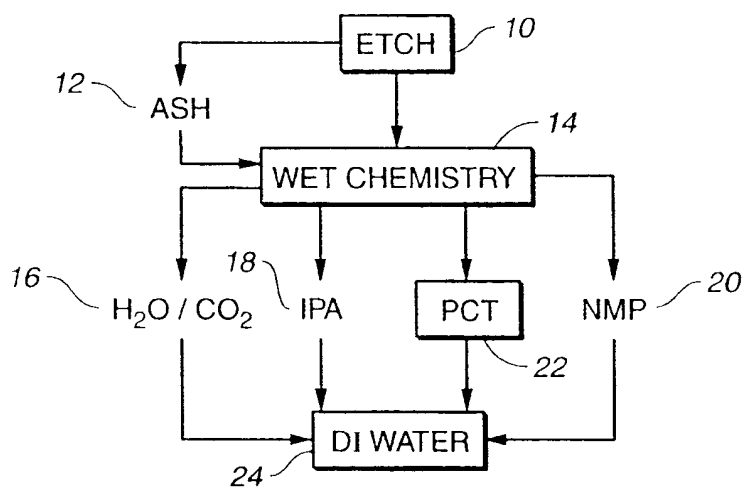 ETCH 10
12 ASH
14
WET CHEMISTRY
16 H₂O / CO₂
18 IPA
PCT 22
NMP 20
DI WATER
24